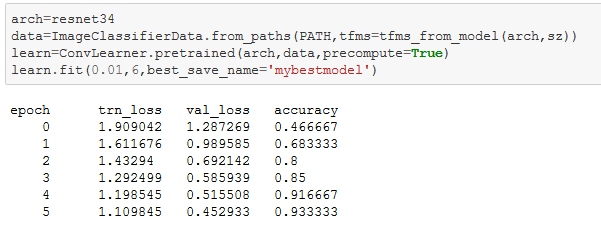 arch=resnet34
data=ImageClassifierData.from_paths(PATH,tfms=tfms_from_model(arch,sz))
learn=ConvLearner.pretrained(arch,data,precompute=True)
learn.fit(0.01,6,best_save_name='mybestmodel')
epoch trn_loss val_loss accuracy
0 1.909042 1.287269 0.466667
1 1.611676 0.989585 0.683333
2 1.43294 0.692142 0.8
3 1.292499 0.585939 0.85
4 1.198545 0.515508 0.916667
5 1.109845 0.452933 0.933333